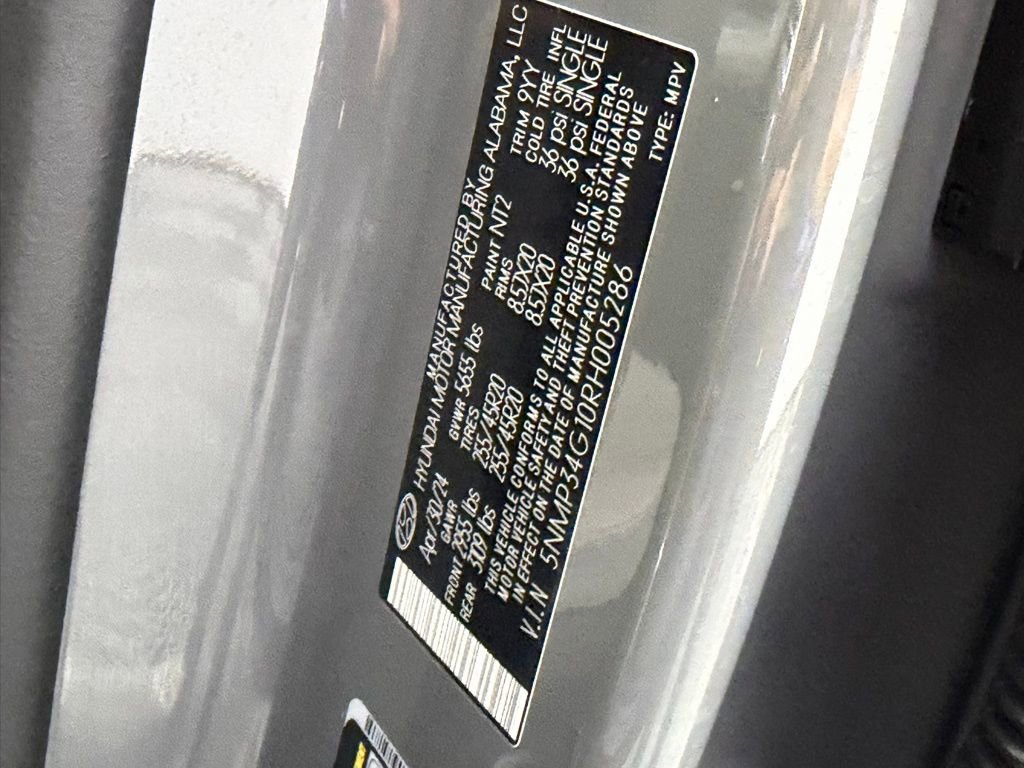 MANUFACTURED BY
HYUNDAI MOTOR MANUFACTURING ALABAMA, LLC
Apr/30/24 GVWR 5655 lbs PAINT NT2 TRIM 9YY
GAWR TIRES RIMS COLD TIRE INFL
FRONT 2955 lbs 255/45R20 8.5JX20 36 psi SINGLE
REAR 3109 lbs 255/45R20 8.5JX20 36 psi SINGLE
THIS VEHICLE CONFORMS TO ALL APPLICABLE U.S.A. FEDERAL
MOTOR VEHICLE SAFETY AND THEFT PREVENTION STANDARDS
IN EFFECT ON THE DATE OF MANUFACTURE SHOWN ABOVE
V.I.N 5NMP34G10RH005286 TYPE: MPV